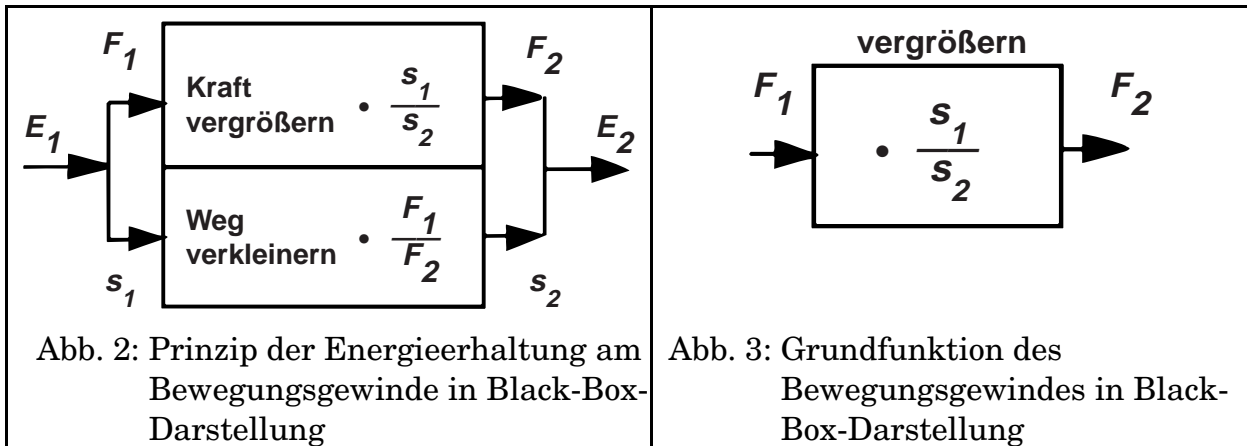 F1
F2
Kraft
vergrößern • s1/s2
E1
E2
Weg
verkleinern • F1/F2
s1
s2
Abb. 2: Prinzip der Energieerhaltung am
Bewegungsgewinde in Black-Box-
Darstellung
vergrößern
F1
F2
• s1/s2
Abb. 3: Grundfunktion des
Bewegungsgewindes in Black-
Box-Darstellung